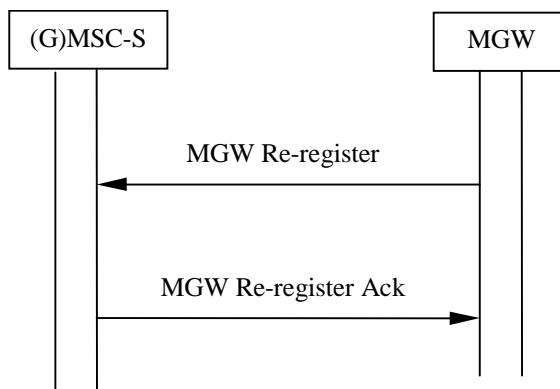 (G)MSC-S
MGW
MGW Re-register
MGW Re-register Ack